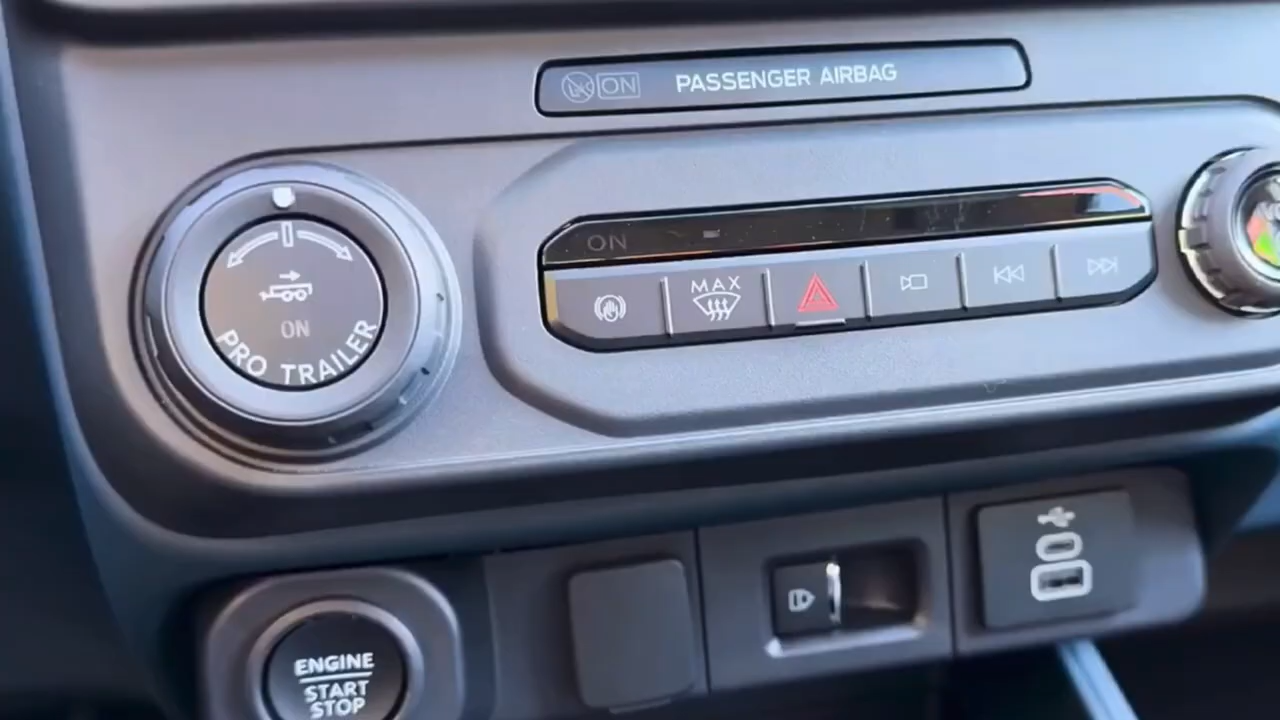 ON PASSENGER AIRBAG
ON
MAX
ON
PRO TRAILER
ENGINE
START
STOP